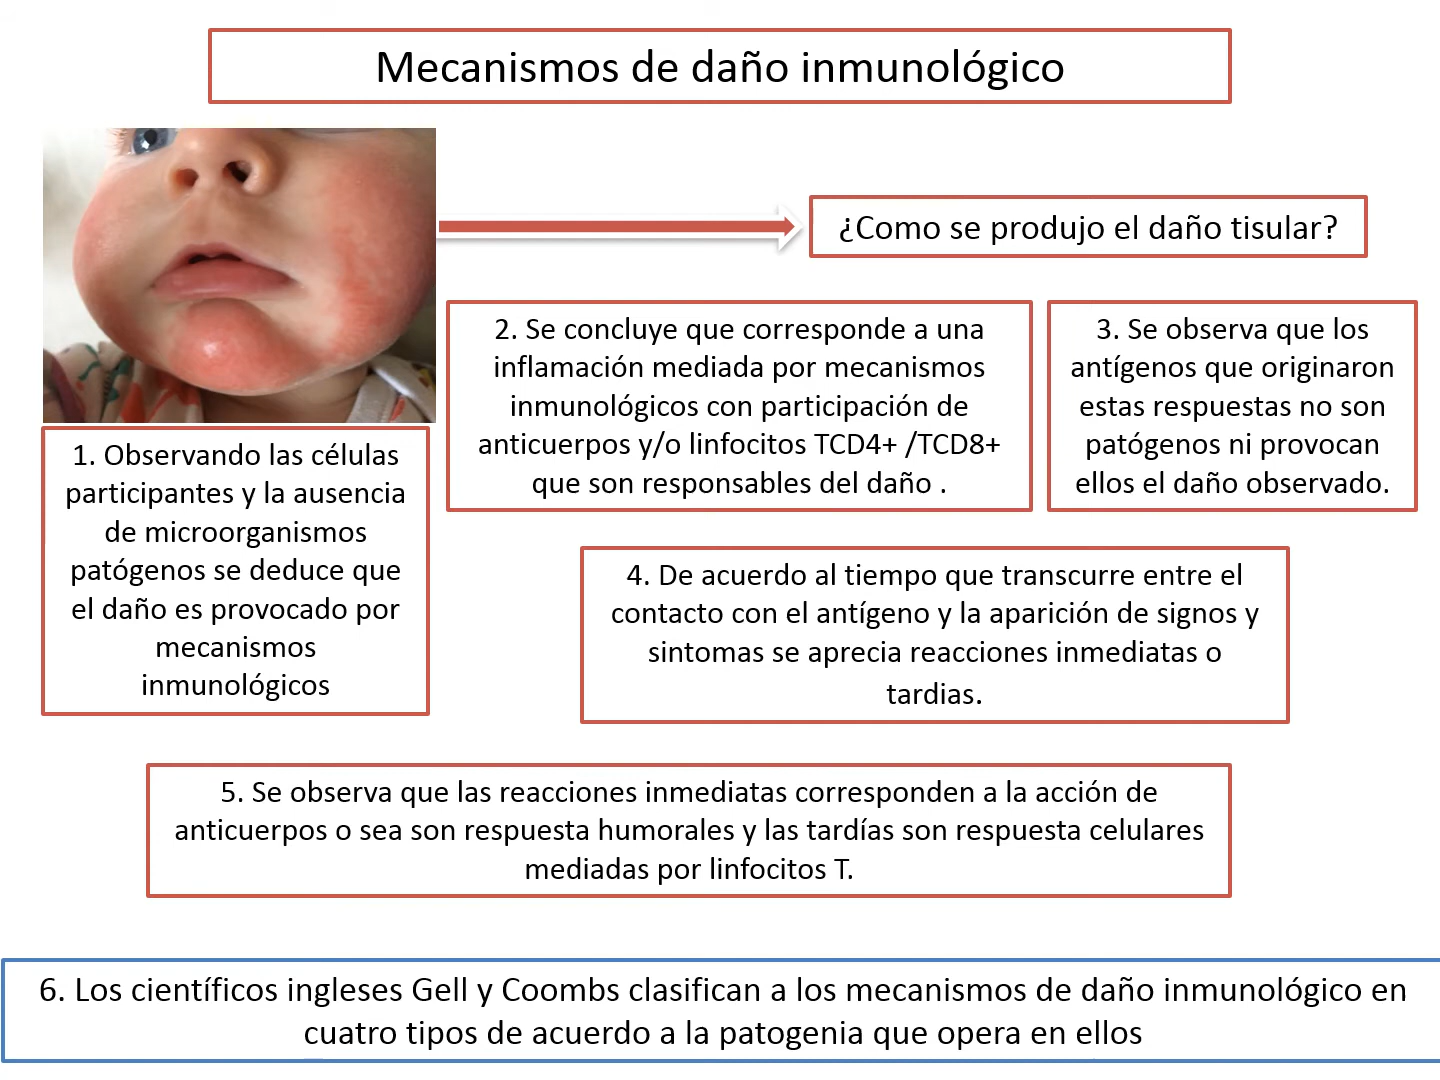 Mecanismos de daño inmunológico
¿Como se produjo el daño tisular?
1. Observando las células
participantes y la ausencia
de microorganismos
patógenos se deduce que
el daño es provocado por
mecanismos
inmunológicos
2. Se concluye que corresponde a una
inflamación mediada por mecanismos
inmunológicos con participación de
anticuerpos y/o linfocitos TCD4+ /TCD8+
que son responsables del daño .
3. Se observa que los
antígenos que originaron
estas respuestas no son
patógenos ni provocan
ellos el daño observado.
4. De acuerdo al tiempo que transcurre entre el
contacto con el antígeno y la aparición de signos y
sintomas se aprecia reacciones inmediatas o
tardias.
5. Se observa que las reacciones inmediatas corresponden a la acción de
anticuerpos o sea son respuesta humorales y las tardías son respuesta celulares
mediadas por linfocitos T.
6. Los científicos ingleses Gell y Coombs clasifican a los mecanismos de daño inmunológico en
cuatro tipos de acuerdo a la patogenia que opera en ellos